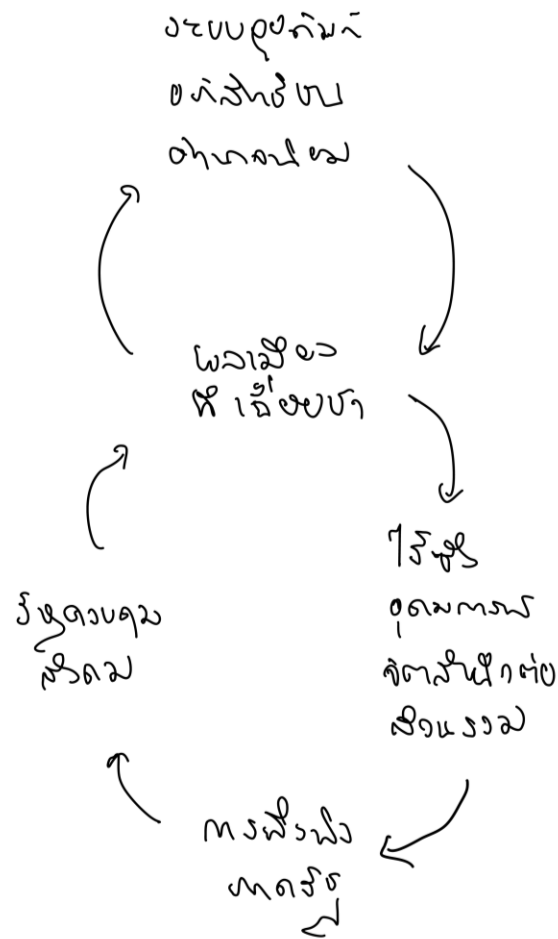 ระบบอุปถัมภ์
อภิสิทธิ์ชน
อำนาจนิยม
พลเมือง
ที่เฉื่อยชา
ไร้ซึ่ง
อุดมการณ์
จิตสำนึกต่อ
ส่วนรวม
การพึ่งพิง
ภาครัฐ
รัฐควบคุม
สังคม